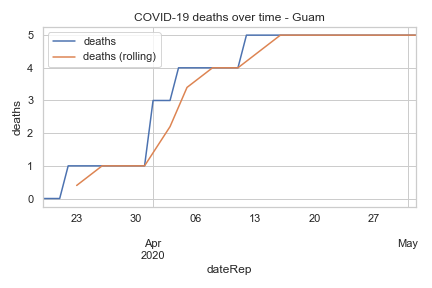 COVID-19 deaths over time - Guam
deaths
deaths (rolling)
5
4
3
2
1
0
deaths
23 30 06 13 20 27
Apr May
2020
dateRep